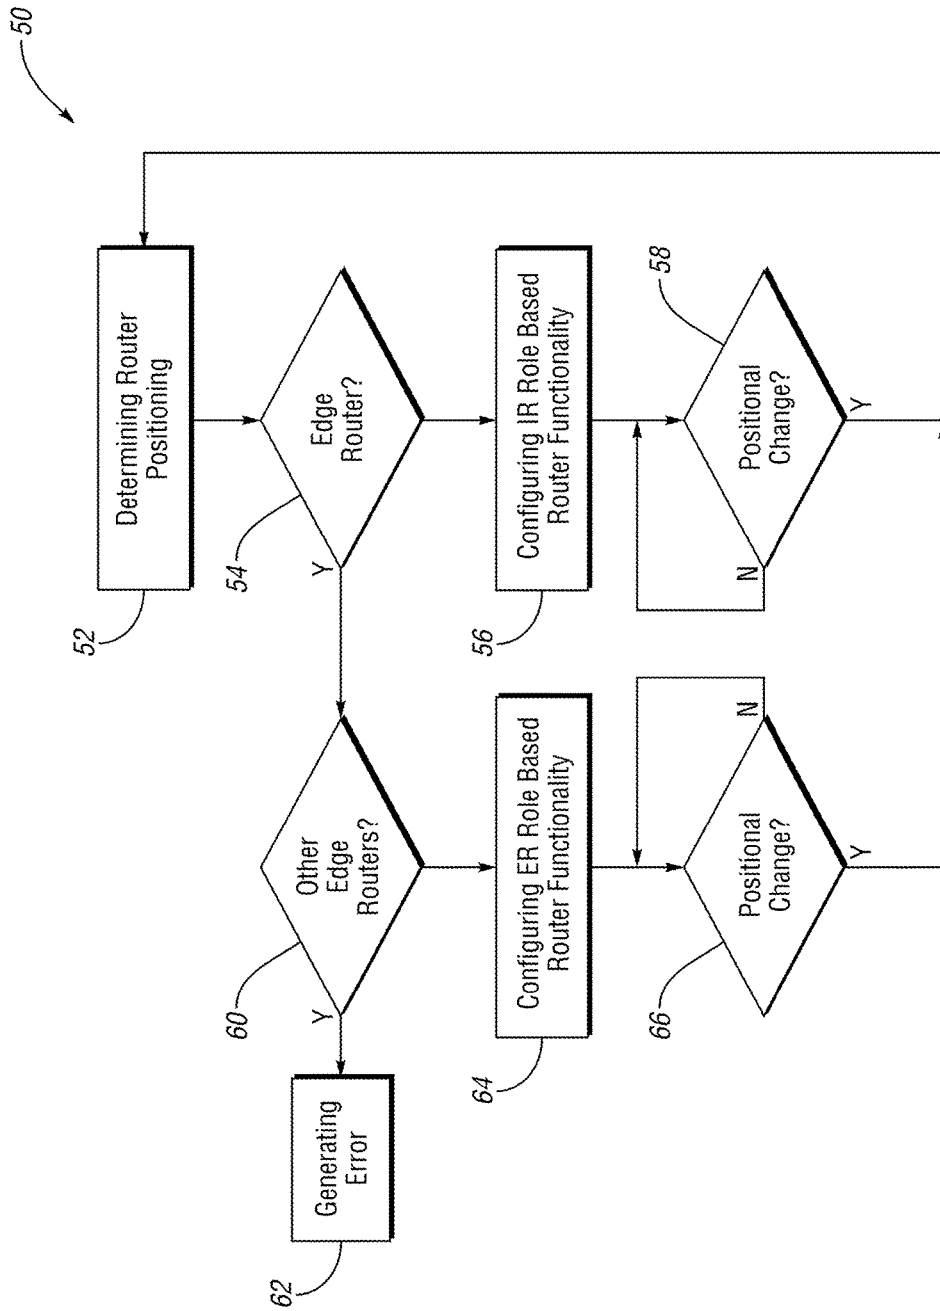 50
Determining Router
Positioning
52
Edge
Router?
54
Y
Configuring IR Role Based
Router Functionality
56
Positional
Change?
58
N
Y
Other
Edge
Routers?
60
Y
Generating
Error
62
Configuring ER Role Based
Router Functionality
64
Positional
Change?
66
N
Y